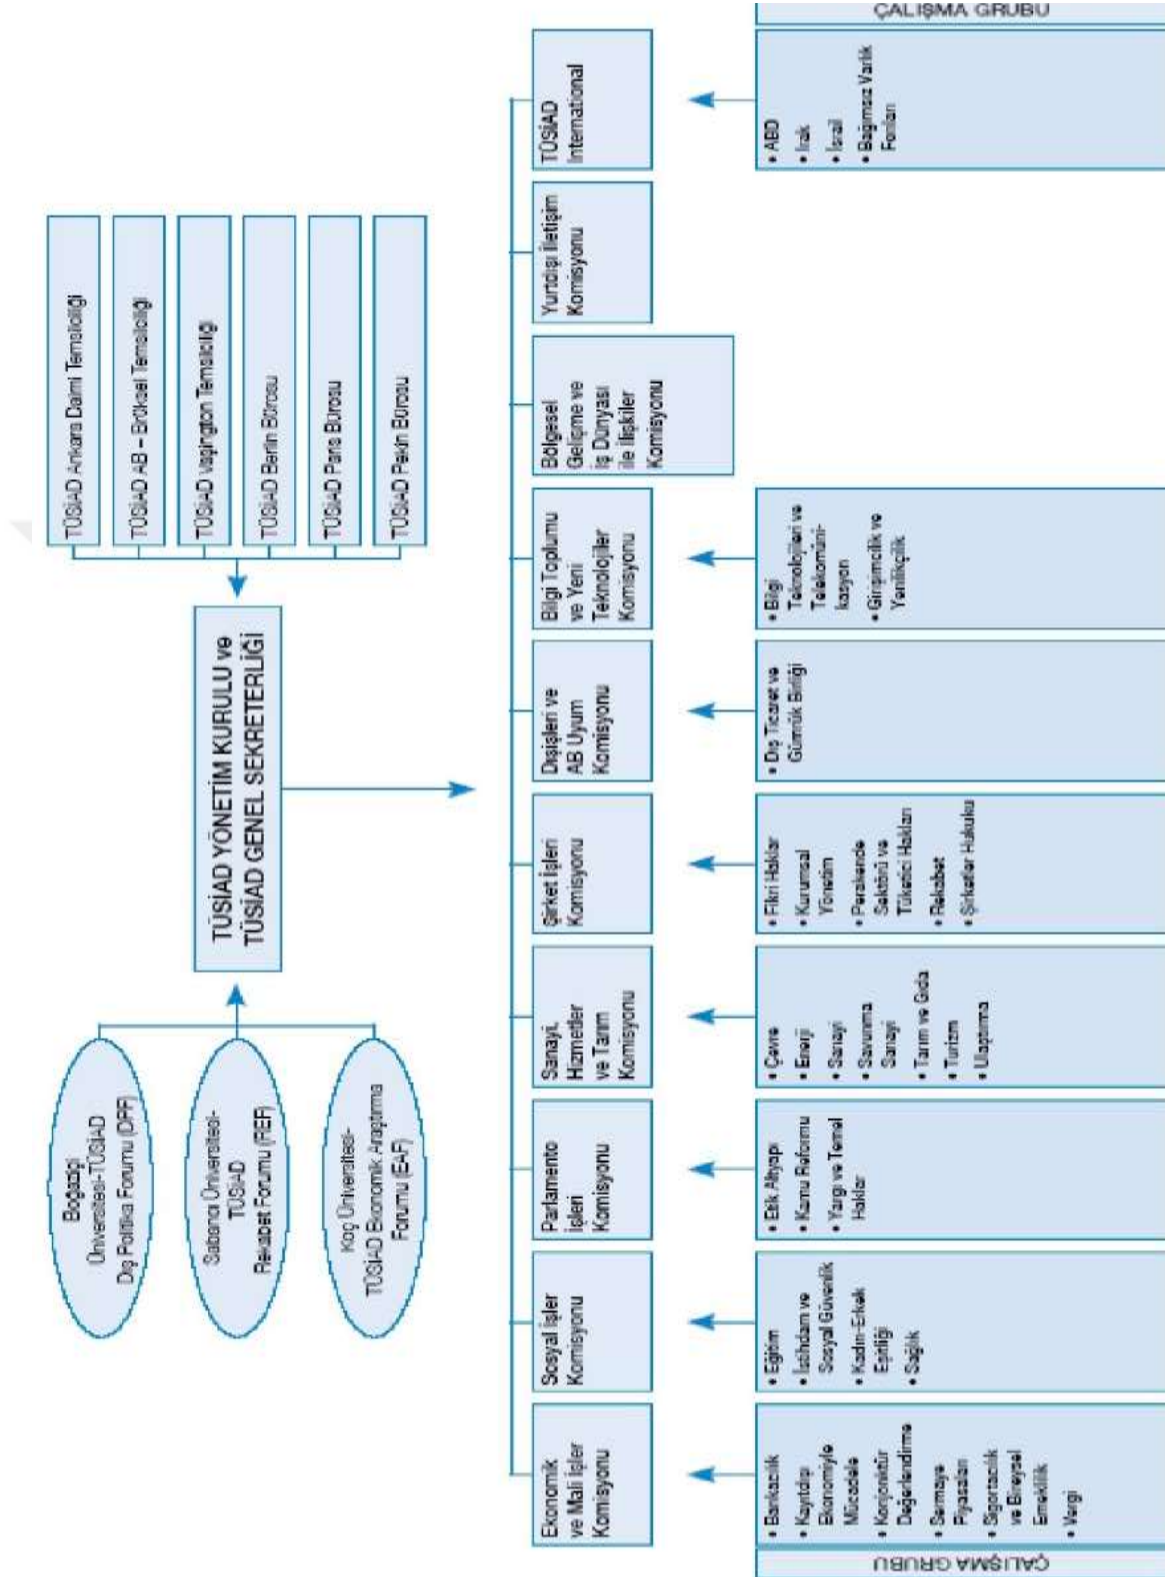 Boğaziçi
Üniversitesi-TÜSİAD
Dış Politika Forumu (DPF)
Sabancı Üniversitesi-
TÜSİAD
Rekabet Forumu (REF)
Koç Üniversitesi-
TÜSİAD Ekonomik Araştırma
Forumu (EAF)
TÜSİAD YÖNETİM KURULU ve
TÜSİAD GENEL SEKRETERLİĞİ
TÜSİAD Ankara Daimi Temsilciliği
TÜSİAD AB – Brüksel Temsilciliği
TÜSİAD Vaşington Temsilciliği
TÜSİAD Berlin Bürosu
TÜSİAD Paris Bürosu
TÜSİAD Pekin Bürosu
Ekonomik
ve Mali İşler
Komisyonu
Sosyal İşler
Komisyonu
Parlamento
İşleri
Komisyonu
Sanayi,
Hizmetler
ve Tarım
Komisyonu
Şirket İşleri
Komisyonu
Dışişleri ve
AB Uyum
Komisyonu
Bilgi Toplumu
ve Yeni
Teknolojiler
Komisyonu
Bölgesel
Gelişme ve
İş Dünyası
ile İlişkiler
Komisyonu
Yurtdışı İletişim
Komisyonu
TÜSİAD
International
ÇALIŞMA GRUBU
• Bankacılık
• Kayıtdışı
Ekonomiyle
Mücadele
• Konjonktür
Değerlendirme
• Sermaye
Piyasaları
• Sigortacılık
ve Bireysel
Emeklilik
• Vergi
• Eğitim
• İstihdam ve
Sosyal Güvenlik
• Kadın-Erkek
Eşitliği
• Sağlık
• Etik Altyapı
• Kamu Reformu
• Yargı ve Temel
Haklar
• Çevre
• Enerji
• Sanayi
• Savunma
Sanayi
• Tarım ve Gıda
• Turizm
• Ulaştırma
• Fikri Haklar
• Kurumsal
Yönetim
• Perakende
Sektörü ve
Tüketici Hakları
• Rekabet
• Şirketler Hukuku
• Dış Ticaret ve
Gümrük Birliği
• Bilgi
Teknolojileri ve
Telekomüni-
kasyon
• Girişimcilik ve
Yenilikçilik
• ABD
• Irak
• İsrail
• Bağımsız Varlık
Fonları
ÇALIŞMA GRUBU